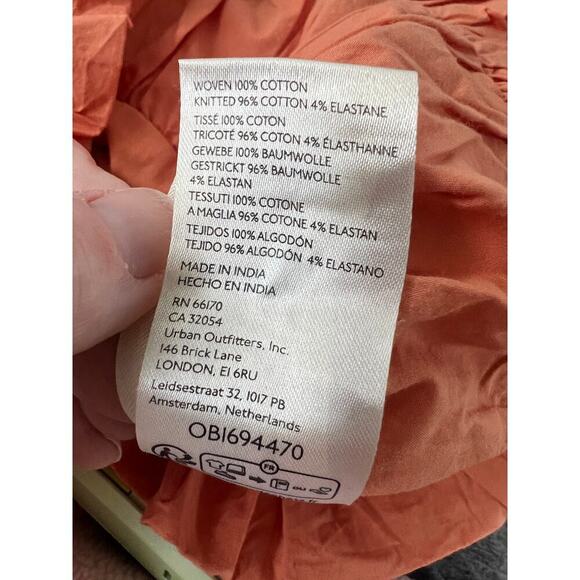 WOVEN 100% COTTON
KNITTED 96% COTTON 4% ELASTANE
TISSÉ 100% COTON
TRICOTÉ 96% COTON 4% ÉLASTHANNE
GEWEBE 100% BAUMWOLLE
GESTRICKT 96% BAUMWOLLE
4% ELASTAN
TESSUTI 100% COTONE
A MAGLIA 96% COTONE 4% ELASTAN
TEJIDOS 100% ALGODÓN
TEJIDO 96% ALGODÓN 4% ELASTANO
MADE IN INDIA
HECHO EN INDIA
RN 66170
CA 32054
Urban Outfitters, Inc.
146 Brick Lane
LONDON, E1 6RU
Leidsestraat 32, 1017 PB
Amsterdam, Netherlands
OB1694470
FR
OU